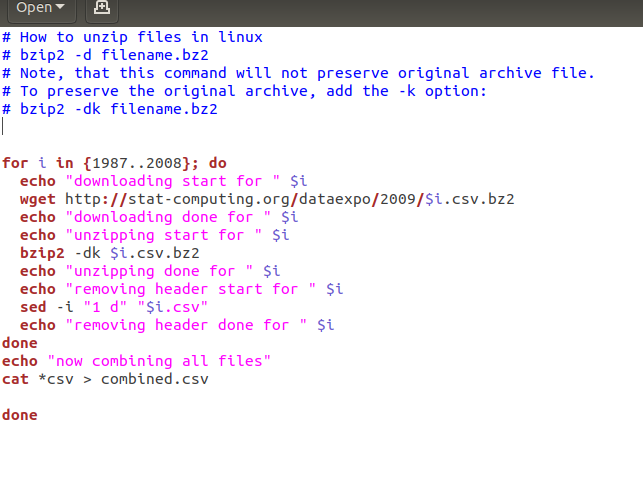 Open
# How to unzip files in linux
# bzip2 -d filename.bz2
# Note, that this command will not preserve original archive file.
# To preserve the original archive, add the -k option:
# bzip2 -dk filename.bz2
for i in {1987..2008}; do
  echo "downloading start for " $i
  wget http://stat-computing.org/dataexpo/2009/$i.csv.bz2
  echo "downloading done for " $i
  echo "unzipping start for " $i
  bzip2 -dk $i.csv.bz2
  echo "unzipping done for " $i
  echo "removing header start for " $i
  sed -i "1 d" "$i.csv"
  echo "removing header done for " $i
done
echo "now combining all files"
cat *csv > combined.csv
done